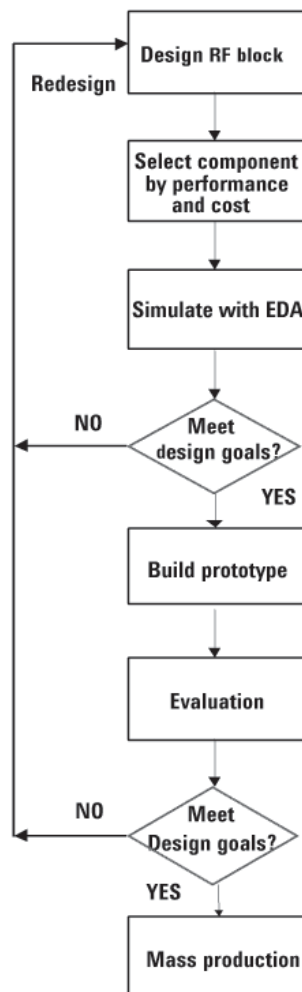 Design RF block
Redesign
Select component
by performance
and cost
Simulate with EDA
Meet
design goals?
NO
YES
Build prototype
Evaluation
Meet
Design goals?
NO
YES
Mass production